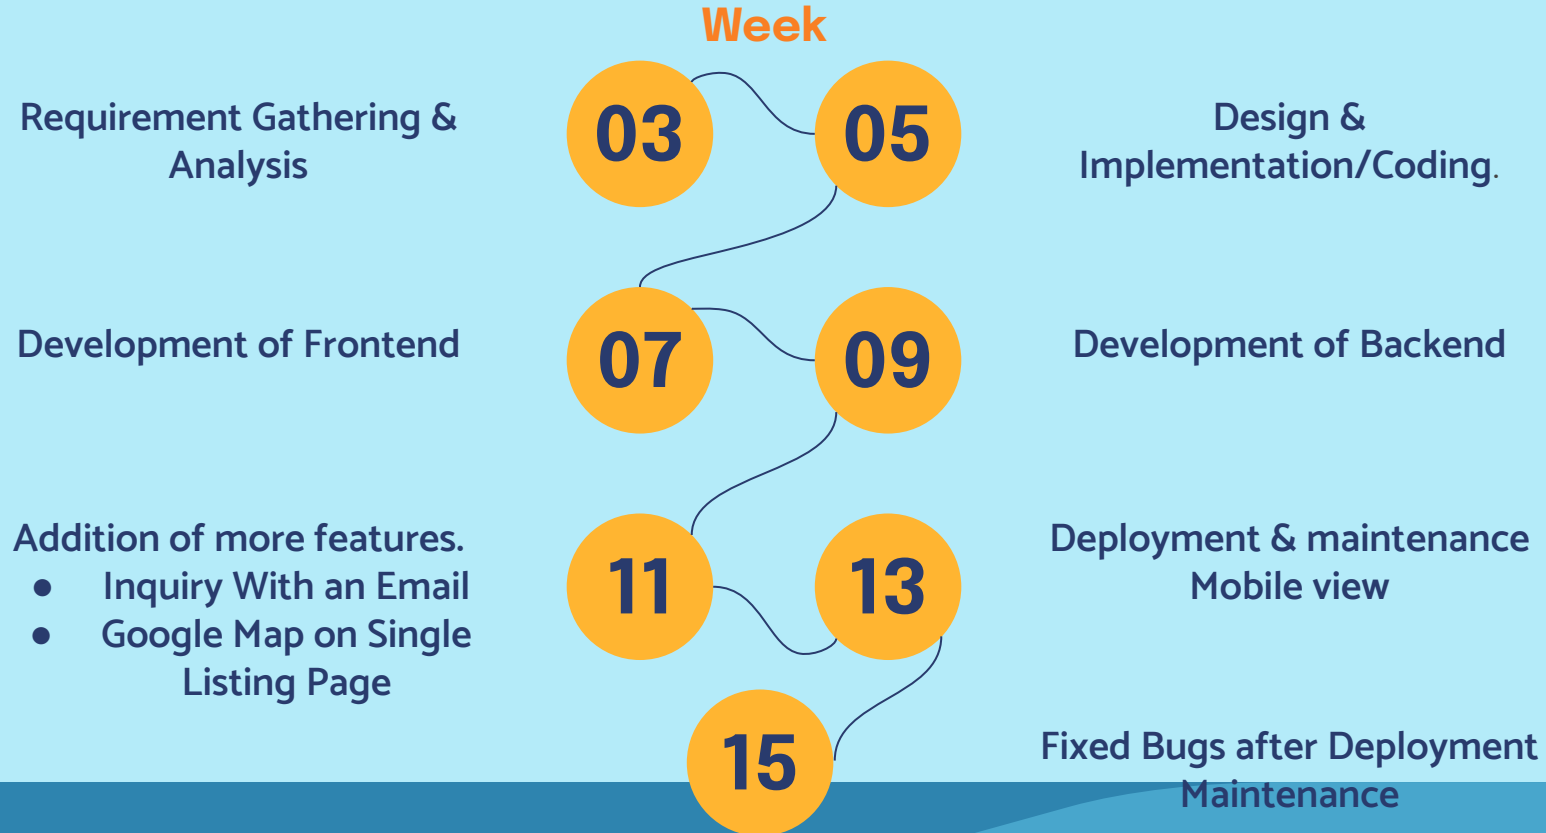 Week
Requirement Gathering &
Analysis
03
05
Design &
Implementation/Coding.
Development of Frontend
07
09
Development of Backend
Addition of more features.
● Inquiry With an Email
● Google Map on Single
Listing Page
11
13
Deployment & maintenance
Mobile view
15
Fixed Bugs after Deployment
Maintenance